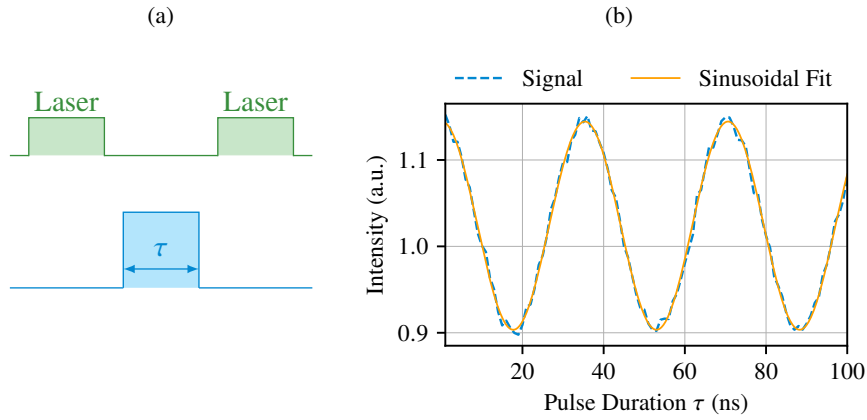 (a)
Laser
Laser
τ
(b)
Signal
Sinusoidal Fit
Intensity (a.u.)
1.1
1.0
0.9
20
40
60
80
100
Pulse Duration τ (ns)